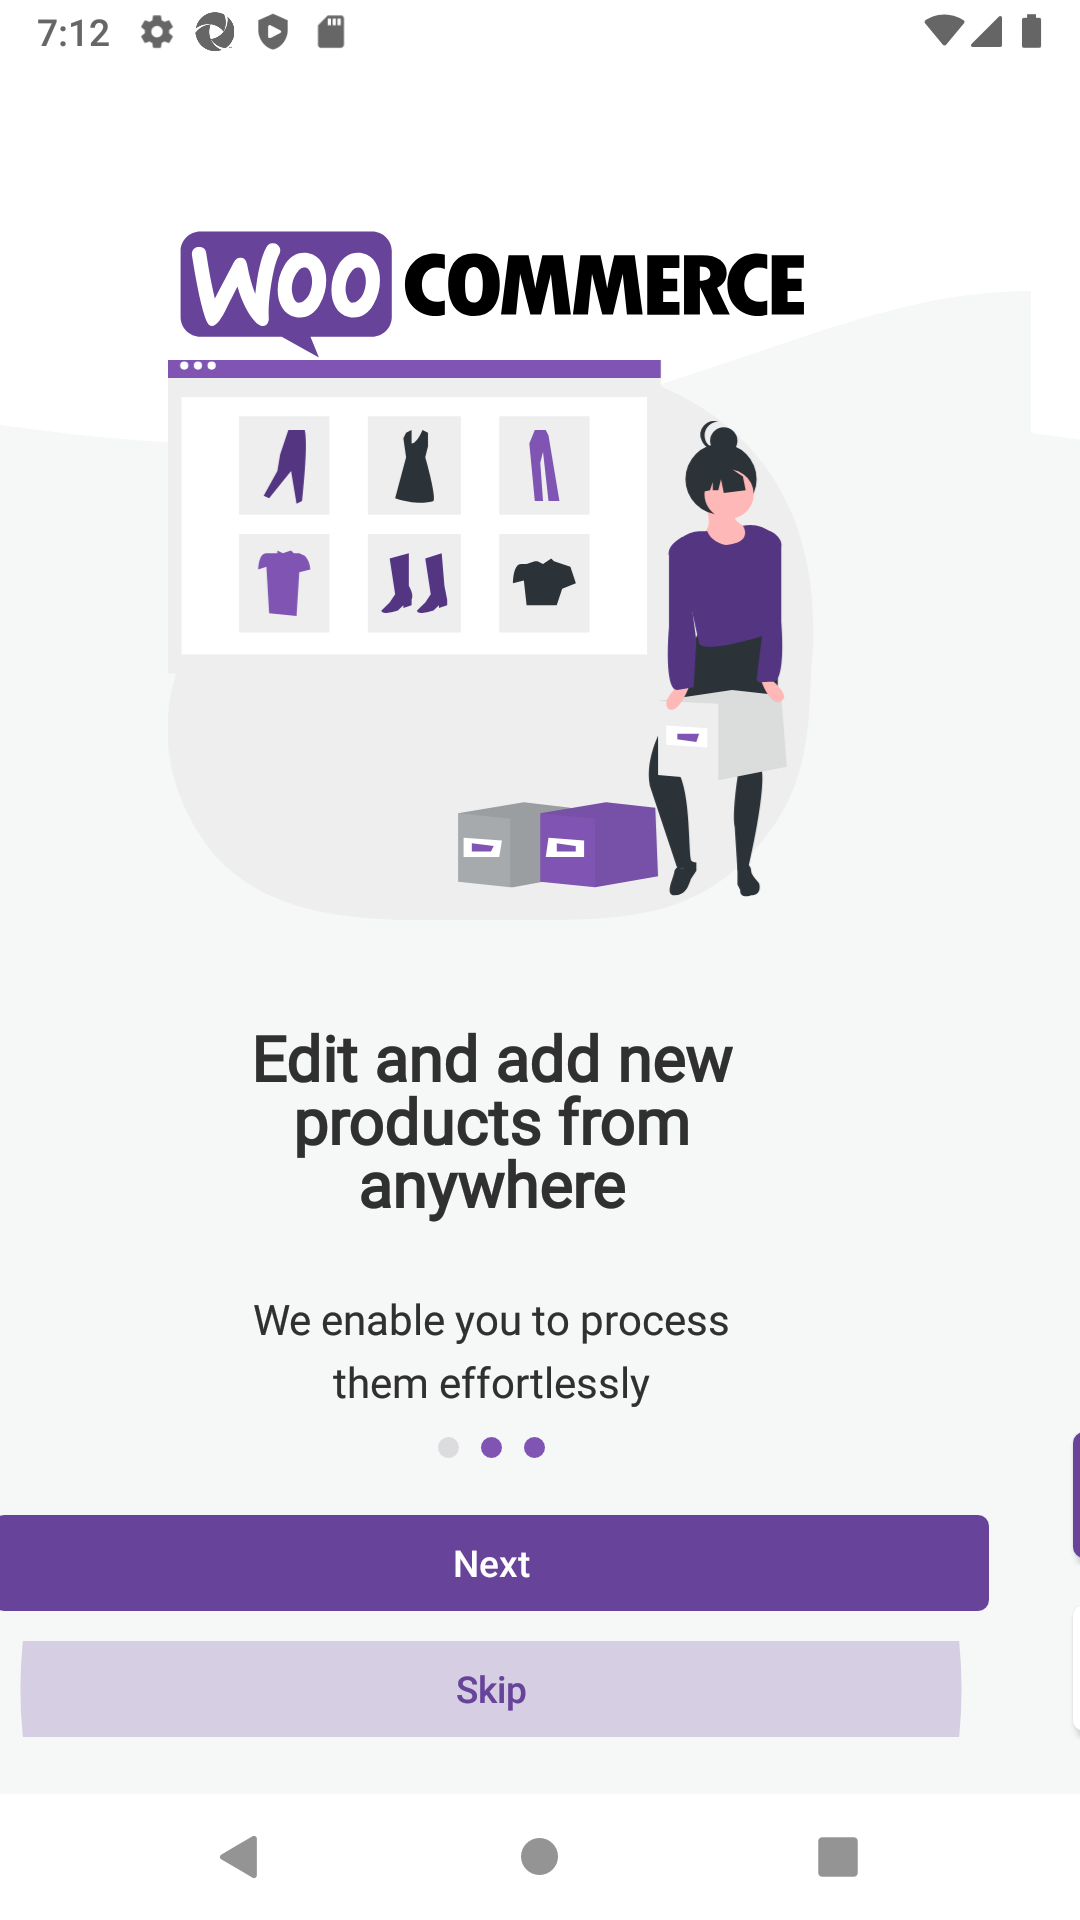 7:12
WOO COMMERCE
Edit and add new
products from
anywhere
We enable you to process
them effortlessly
Next
Skip